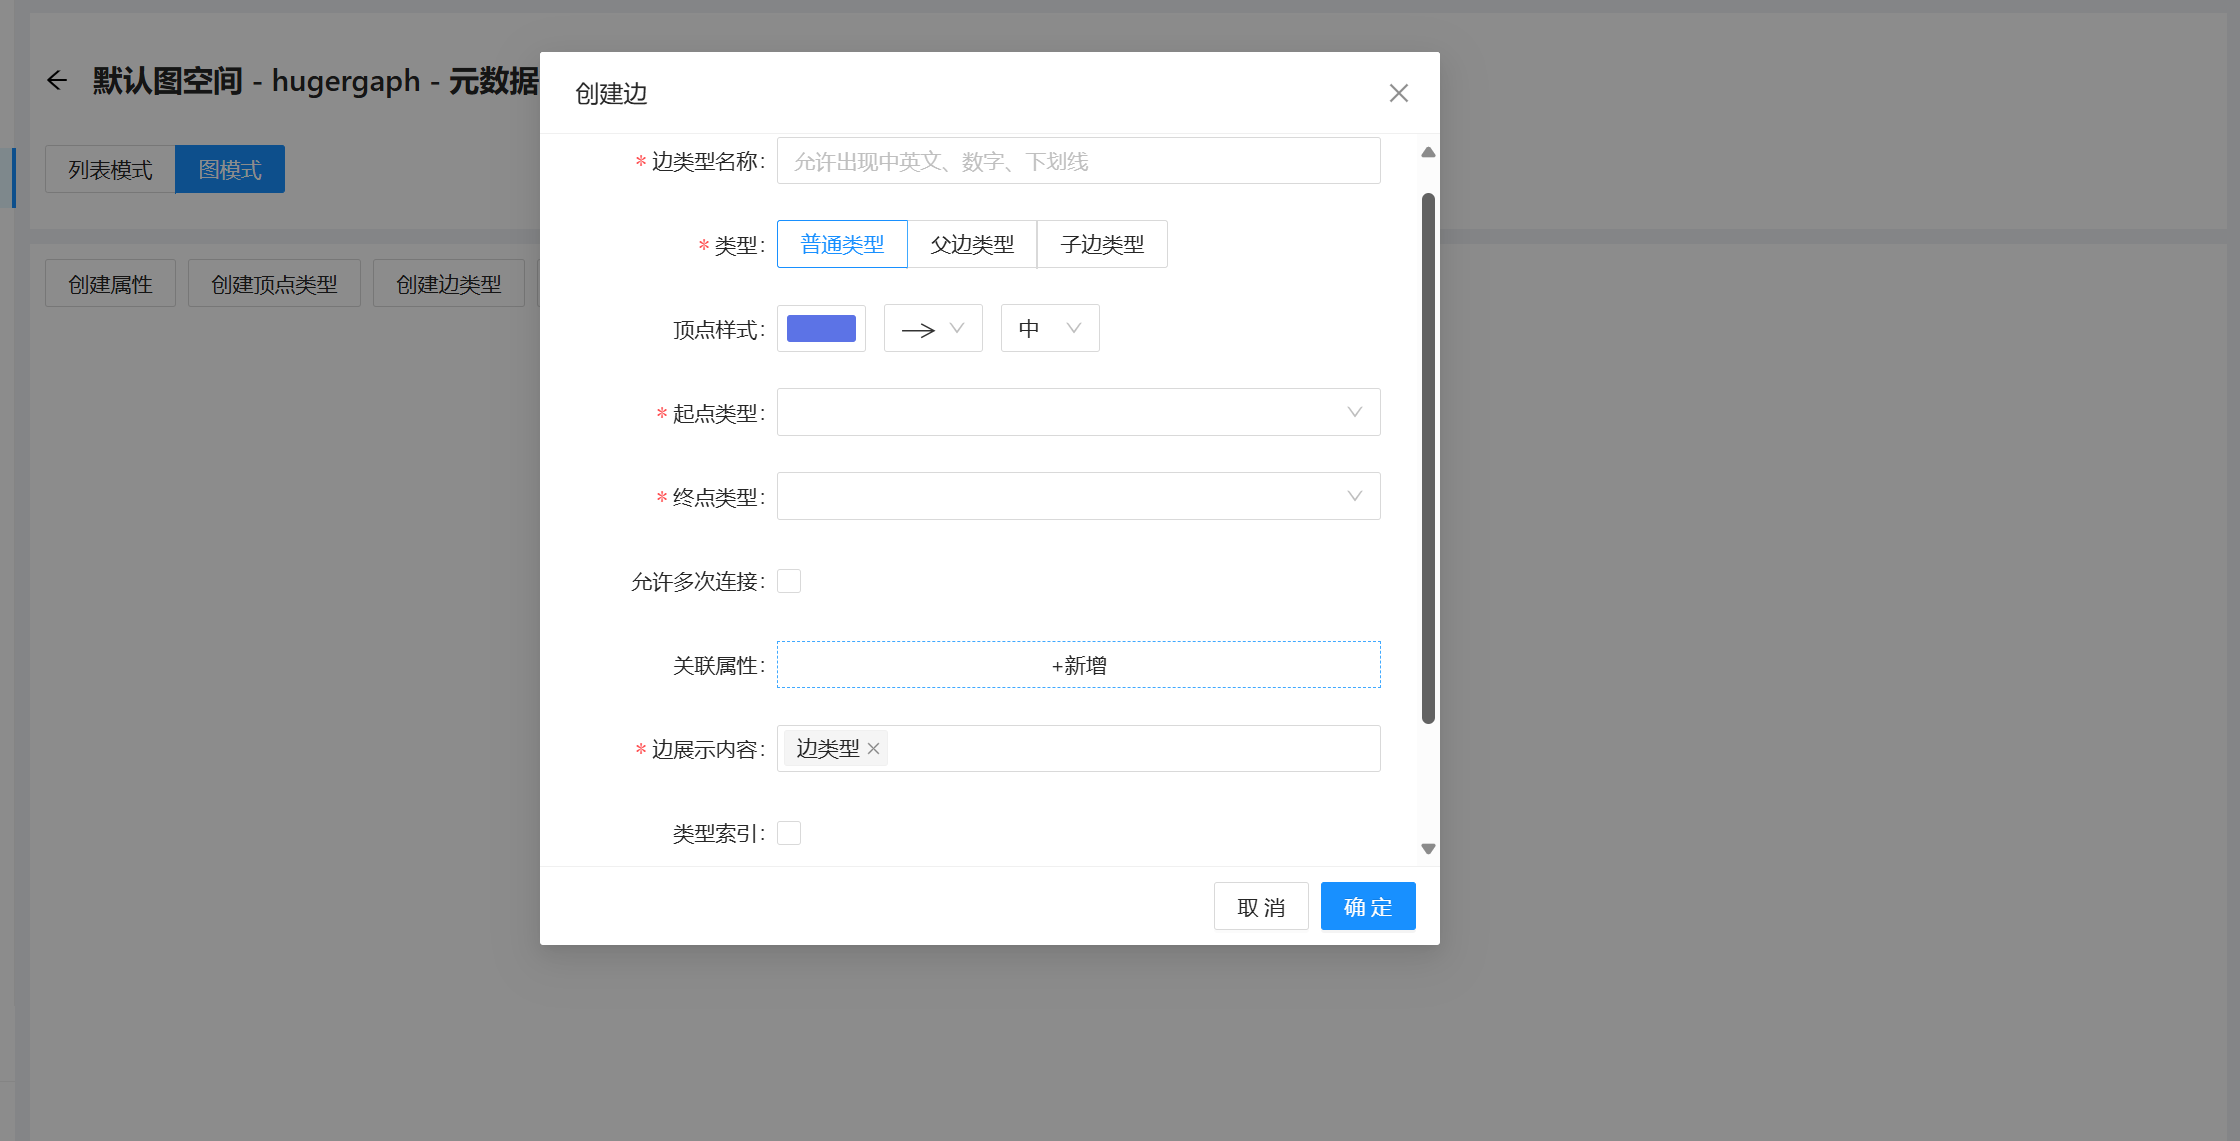 默认图空间 - hugergaph - 元数据
列表模式
图模式
创建属性
创建顶点类型
创建边类型
创建边
* 边类型名称: 允许出现中英文、数字、下划线
* 类型: 普通类型 父边类型 子边类型
顶点样式: 中
* 起点类型:
* 终点类型:
允许多次连接:
关联属性: +新增
* 边展示内容: 边类型
类型索引:
取 消
确 定